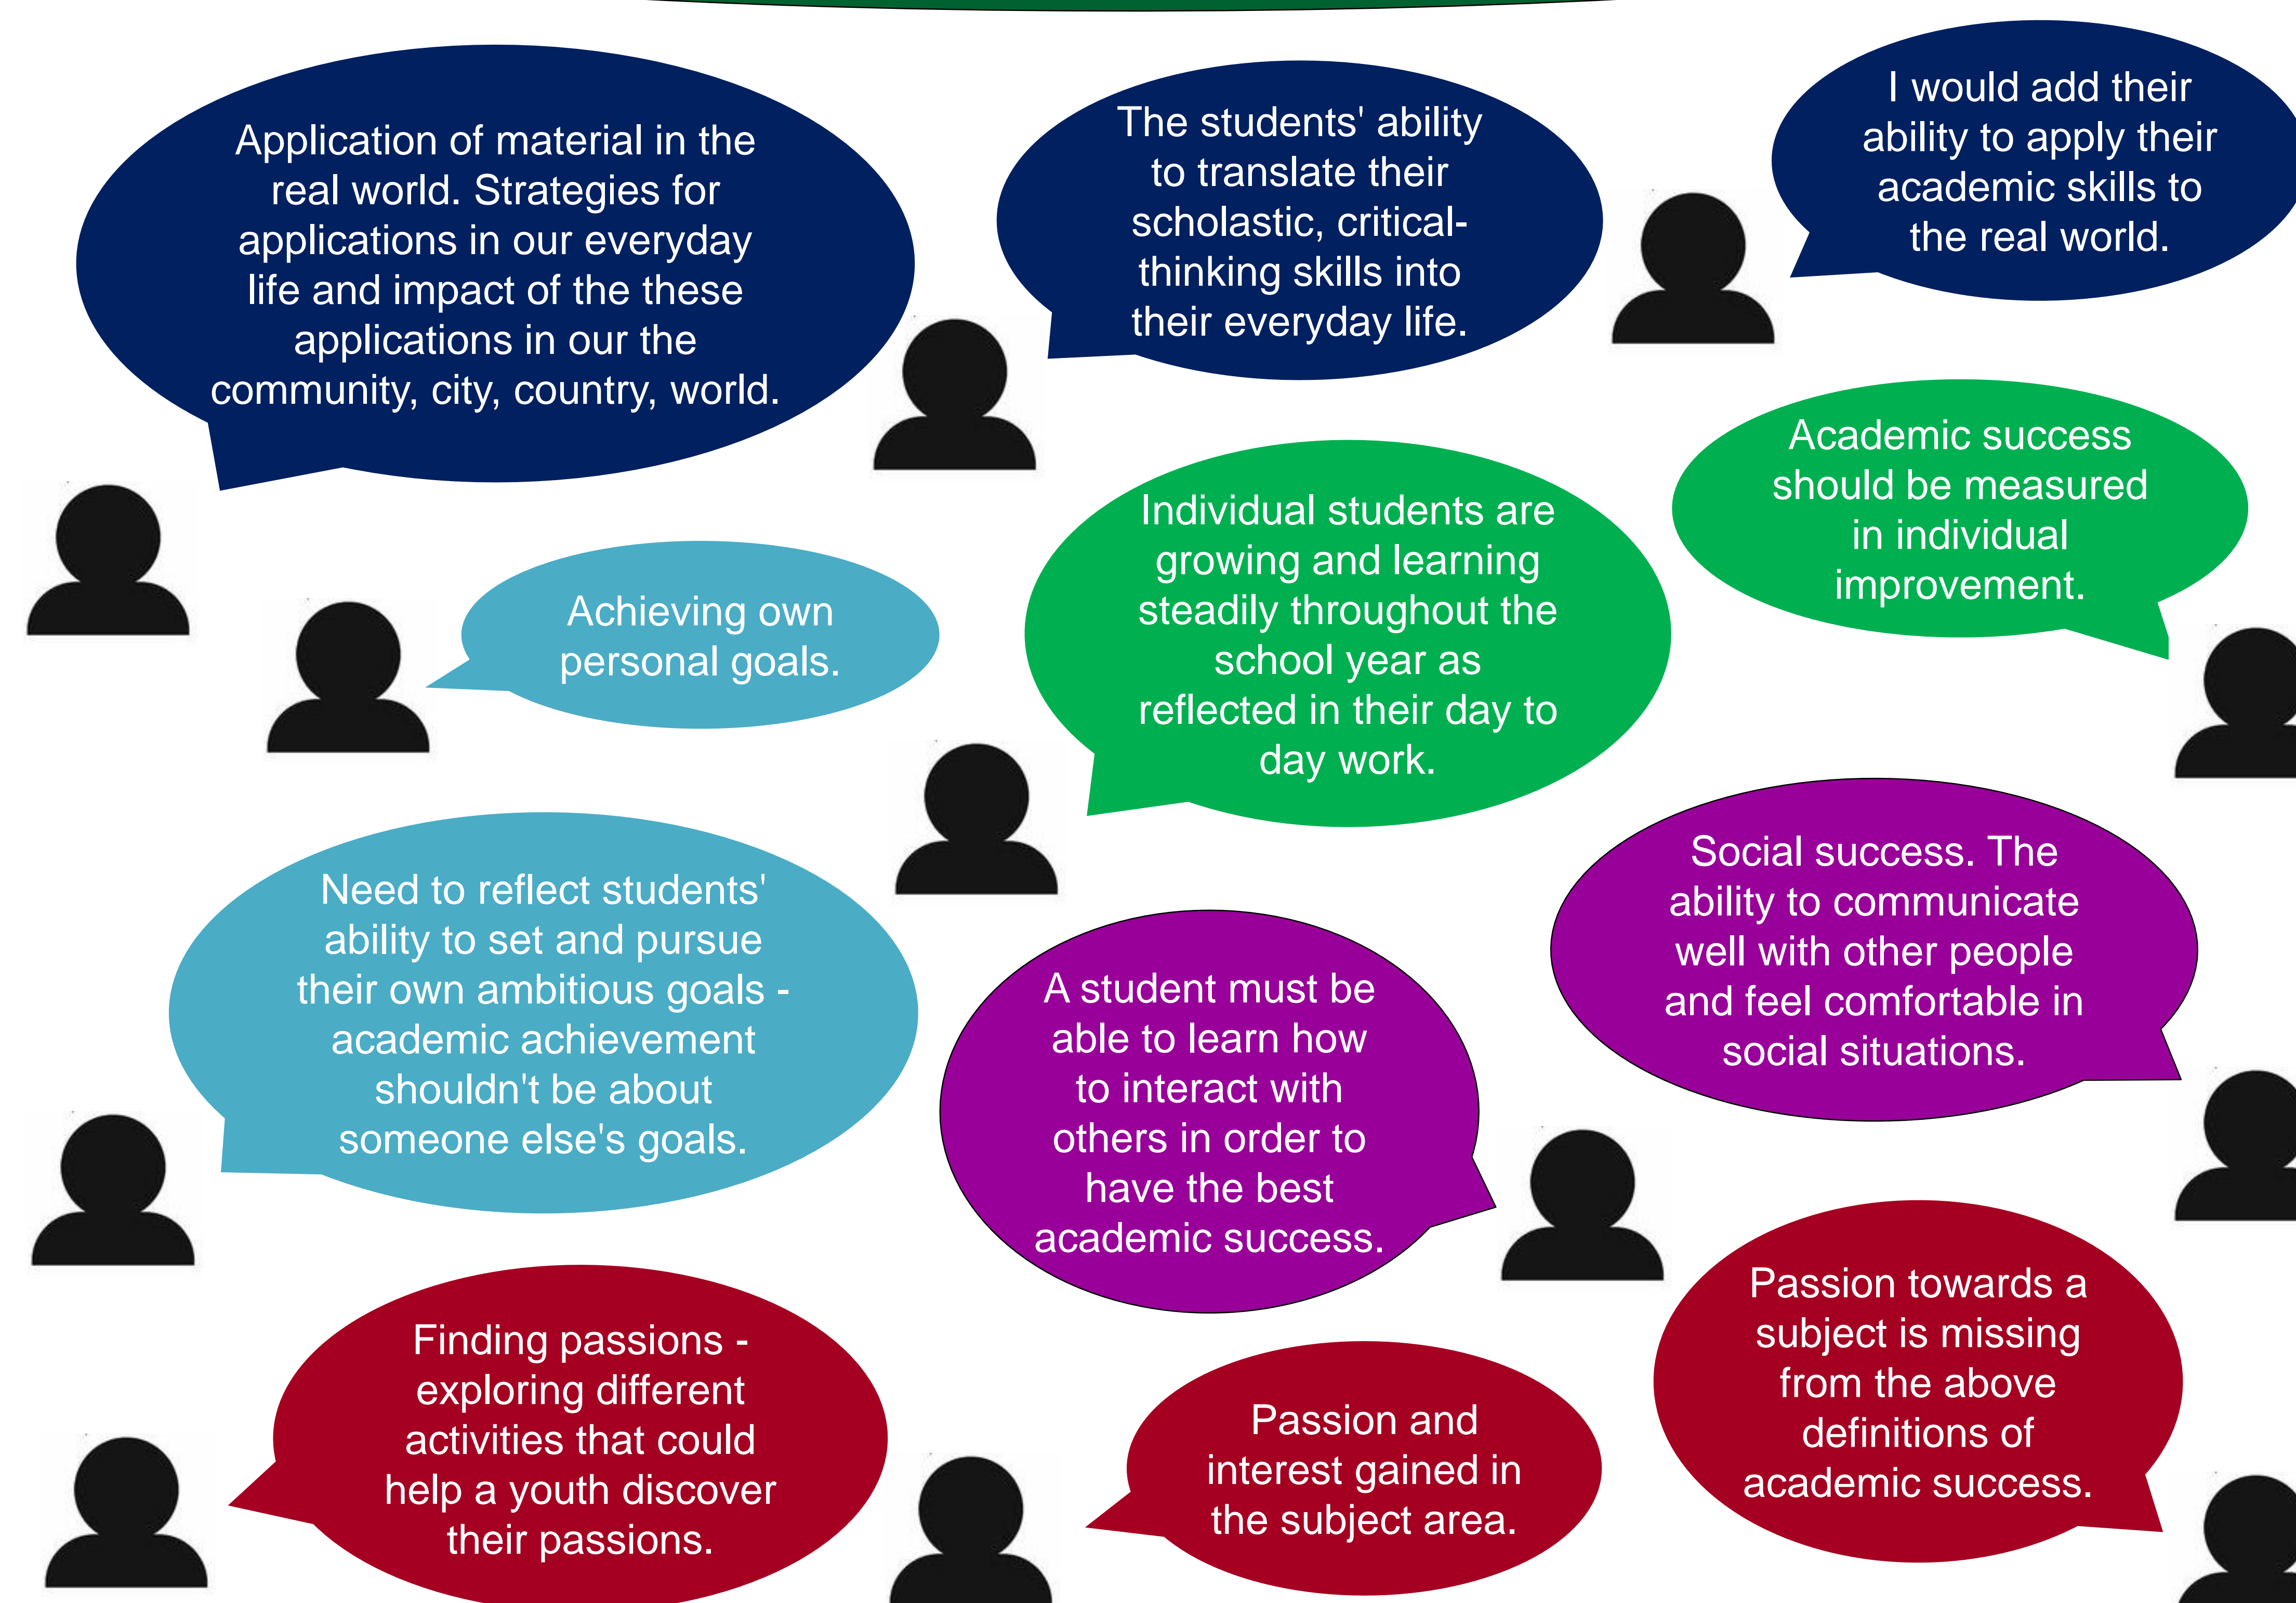 Application of material in the
real world. Strategies for
applications in our everyday
life and impact of the these
applications in our the
community, city, country, world.
The students' ability
to translate their
scholastic, critical-
thinking skills into
their everyday life.
I would add their
ability to apply their
academic skills to
the real world.
Achieving own
personal goals.
Individual students are
growing and learning
steadily throughout the
school year as
reflected in their day to
day work.
Academic success
should be measured
in individual
improvement.
Need to reflect students'
ability to set and pursue
their own ambitious goals -
academic achievement
shouldn't be about
someone else's goals.
A student must be
able to learn how
to interact with
others in order to
have the best
academic success.
Social success. The
ability to communicate
well with other people
and feel comfortable in
social situations.
Finding passions -
exploring different
activities that could
help a youth discover
their passions.
Passion and
interest gained in
the subject area.
Passion towards a
subject is missing
from the above
definitions of
academic success.